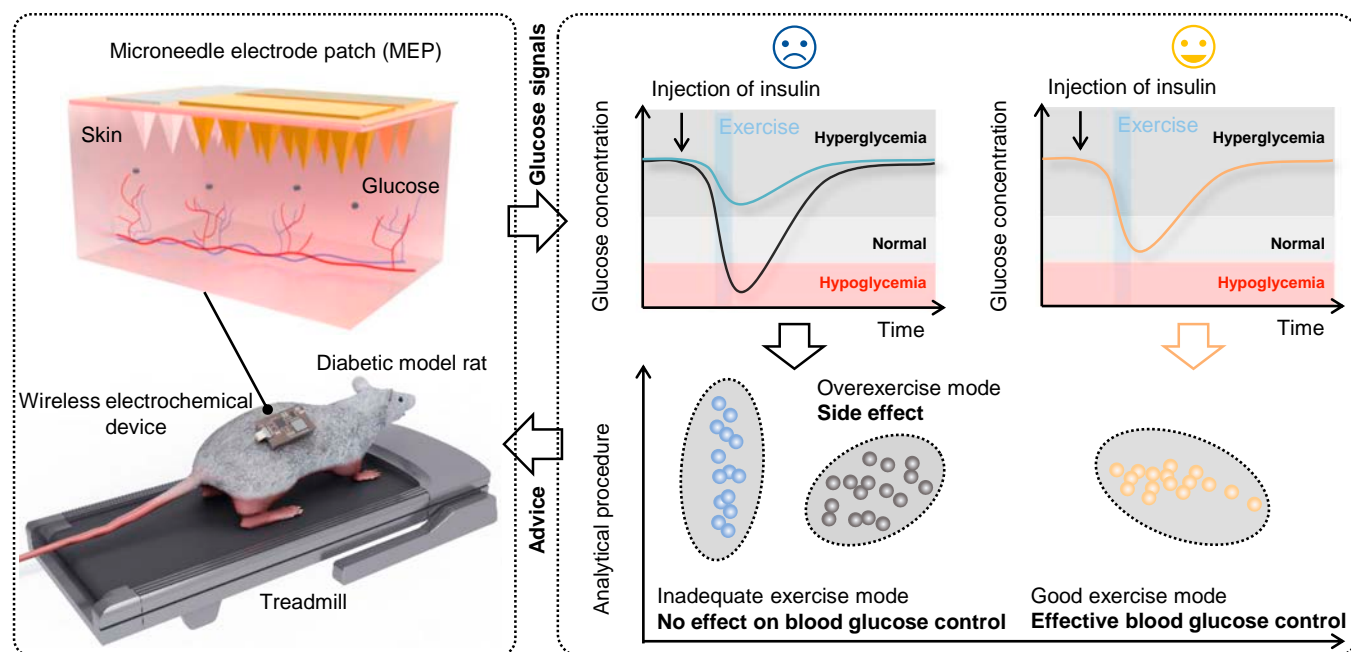 Microneedle electrode patch (MEP)
Skin
Glucose
Diabetic model rat
Wireless electrochemical
device
Treadmill
Glucose signals
Advice
Injection of insulin
Exercise
Hyperglycemia
Normal
Hypoglycemia
Glucose concentration
Time
Injection of insulin
Exercise
Hyperglycemia
Normal
Hypoglycemia
Glucose concentration
Time
Analytical procedure
Overexercise mode
Side effect
Inadequate exercise mode
No effect on blood glucose control
Good exercise mode
Effective blood glucose control